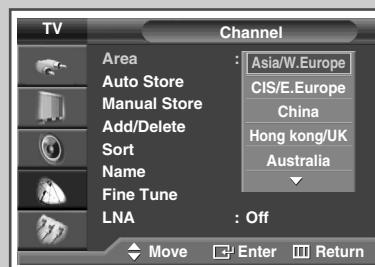 TV
Channel
Area : Asia/W.Europe
Auto Store
CIS/E.Europe
Manual Store
China
Add/Delete
Hong kong/UK
Sort
Australia
Name
Fine Tune
LNA : Off
Move Enter Return